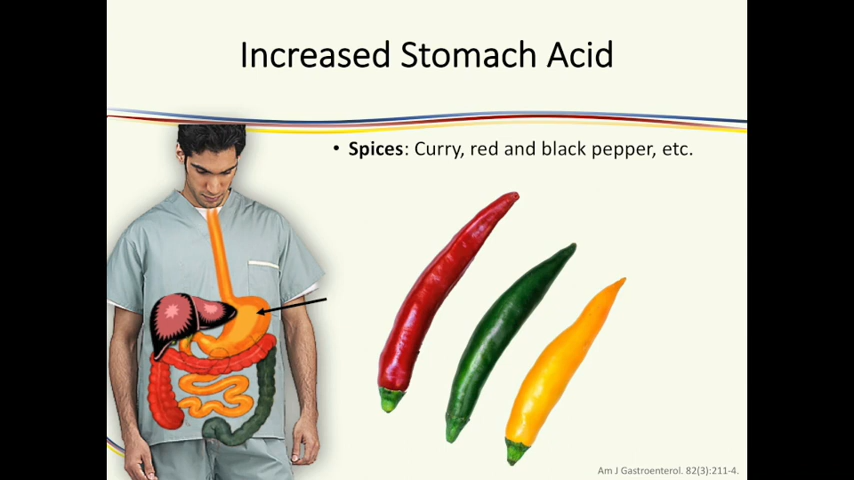 Increased Stomach Acid
• Spices: Curry, red and black pepper, etc.
Am J Gastroenterol. 82(3):211-4.